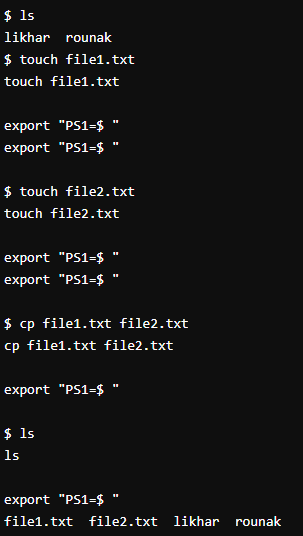 $ ls
likhar  rounak
$ touch file1.txt
touch file1.txt
export "PS1=$ "
export "PS1=$ "
$ touch file2.txt
touch file2.txt
export "PS1=$ "
export "PS1=$ "
$ cp file1.txt file2.txt
cp file1.txt file2.txt
export "PS1=$ "
$ ls
ls
export "PS1=$ "
file1.txt  file2.txt  likhar  rounak